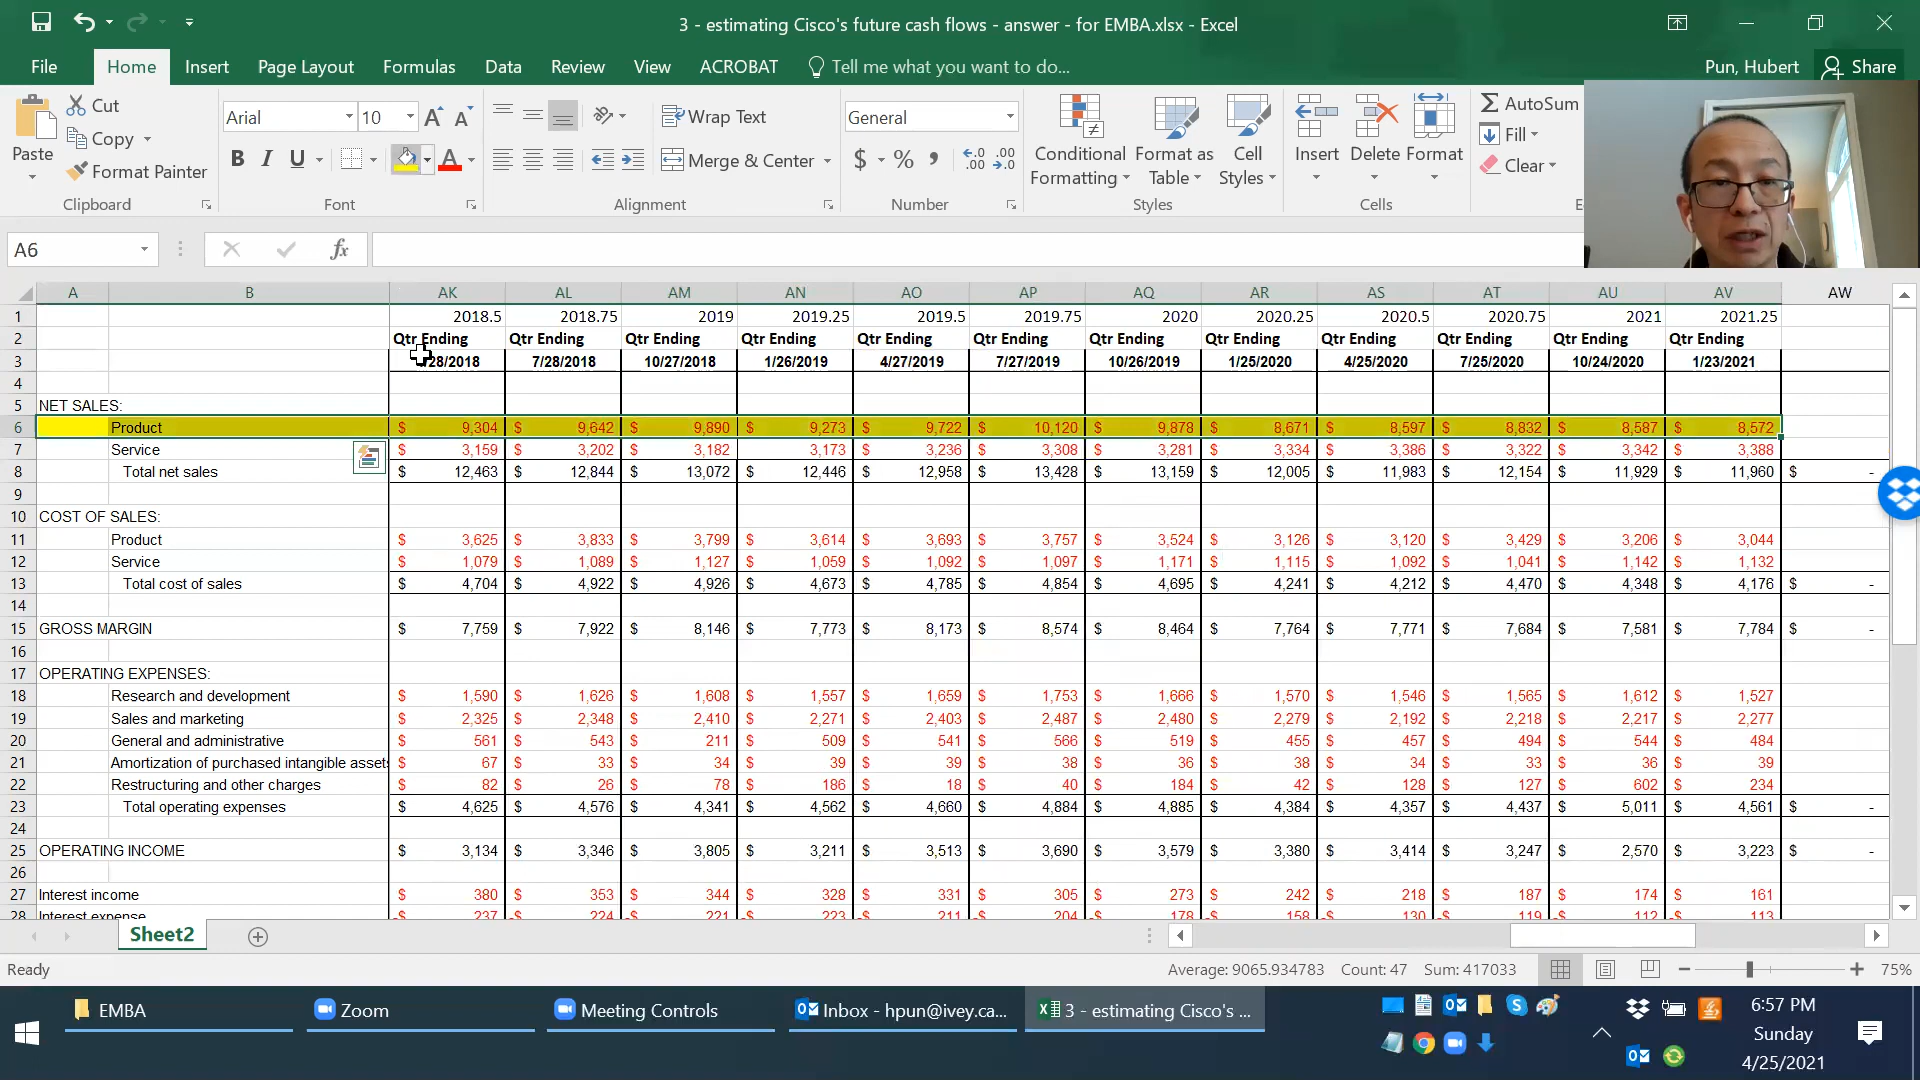 3 - estimating Cisco's future cash flows - answer - for EMBA.xlsx - Excel
File Home Insert Page Layout Formulas Data Review View ACROBAT Tell me what you want to do... Pun, Hubert Share
Paste Cut Copy Format Painter Clipboard
Arial 10 A A B I U A Font
Wrap Text Merge & Center Alignment
General $ % , Number
Conditional Formatting Format as Table Cell Styles Styles
Insert Delete Format Cells
AutoSum Fill Clear
A6 fx
A B AK AL AM AN AO AP AQ AR AS AT AU AV AW
1 2018.5 2018.75 2019 2019.25 2019.5 2019.75 2020 2020.25 2020.5 2020.75 2021 2021.25
2 Qtr Ending Qtr Ending Qtr Ending Qtr Ending Qtr Ending Qtr Ending Qtr Ending Qtr Ending Qtr Ending Qtr Ending Qtr Ending Qtr Ending
3 /28/2018 7/28/2018 10/27/2018 1/26/2019 4/27/2019 7/27/2019 10/26/2019 1/25/2020 4/25/2020 7/25/2020 10/24/2020 1/23/2021
4
5 NET SALES:
6 Product $ 9,304 $ 9,642 $ 9,890 $ 9,273 $ 9,722 $ 10,120 $ 9,878 $ 8,671 $ 8,597 $ 8,832 $ 8,587 $ 8,572
7 Service $ 3,159 $ 3,202 $ 3,182 3,173 $ 3,236 $ 3,308 $ 3,281 $ 3,334 $ 3,386 $ 3,322 $ 3,342 $ 3,388
8 Total net sales $ 12,463 $ 12,844 $ 13,072 $ 12,446 $ 12,958 $ 13,428 $ 13,159 $ 12,005 $ 11,983 $ 12,154 $ 11,929 $ 11,960 $ -
9
10 COST OF SALES:
11 Product $ 3,625 $ 3,833 $ 3,799 $ 3,614 $ 3,693 $ 3,757 $ 3,524 $ 3,126 $ 3,120 $ 3,429 $ 3,206 $ 3,044
12 Service $ 1,079 $ 1,089 $ 1,127 $ 1,059 $ 1,092 $ 1,097 $ 1,171 $ 1,115 $ 1,092 $ 1,041 $ 1,142 $ 1,132
13 Total cost of sales $ 4,704 $ 4,922 $ 4,926 $ 4,673 $ 4,785 $ 4,854 $ 4,695 $ 4,241 $ 4,212 $ 4,470 $ 4,348 $ 4,176 $ -
14
15 GROSS MARGIN $ 7,759 $ 7,922 $ 8,146 $ 7,773 $ 8,173 $ 8,574 $ 8,464 $ 7,764 $ 7,771 $ 7,684 $ 7,581 $ 7,784 $ -
16
17 OPERATING EXPENSES:
18 Research and development $ 1,590 $ 1,626 $ 1,608 $ 1,557 $ 1,659 $ 1,753 $ 1,666 $ 1,570 $ 1,546 $ 1,565 $ 1,612 $ 1,527
19 Sales and marketing $ 2,325 $ 2,348 $ 2,410 $ 2,271 $ 2,403 $ 2,487 $ 2,480 $ 2,279 $ 2,192 $ 2,218 $ 2,217 $ 2,277
20 General and administrative $ 561 $ 543 $ 211 $ 509 $ 541 $ 566 $ 519 $ 455 $ 457 $ 494 $ 544 $ 484
21 Amortization of purchased intangible asset $ 67 $ 33 $ 34 $ 39 $ 39 $ 38 $ 36 $ 38 $ 34 $ 33 $ 36 $ 39
22 Restructuring and other charges $ 82 $ 26 $ 78 $ 186 $ 18 $ 40 $ 184 $ 42 $ 128 $ 127 $ 602 $ 234
23 Total operating expenses $ 4,625 $ 4,576 $ 4,341 $ 4,562 $ 4,660 $ 4,884 $ 4,885 $ 4,384 $ 4,357 $ 4,437 $ 5,011 $ 4,561 $ -
24
25 OPERATING INCOME $ 3,134 $ 3,346 $ 3,805 $ 3,211 $ 3,513 $ 3,690 $ 3,579 $ 3,380 $ 3,414 $ 3,247 $ 2,570 $ 3,223 $ -
26
27 Interest income $ 380 $ 353 $ 344 $ 328 $ 331 $ 305 $ 273 $ 242 $ 218 $ 187 $ 174 $ 161
28 Interest expense -$ 237 -$ 224 -$ 221 -$ 223 -$ 211 -$ 204 -$ 178 -$ 158 -$ 130 -$ 119 -$ 112 -$ 113
Sheet2
Ready Average: 9065.934783 Count: 47 Sum: 417033 75%
EMBA Zoom Meeting Controls Inbox - hpun@ivey.ca... 3 - estimating Cisco's ...
6:57 PM
Sunday
4/25/2021